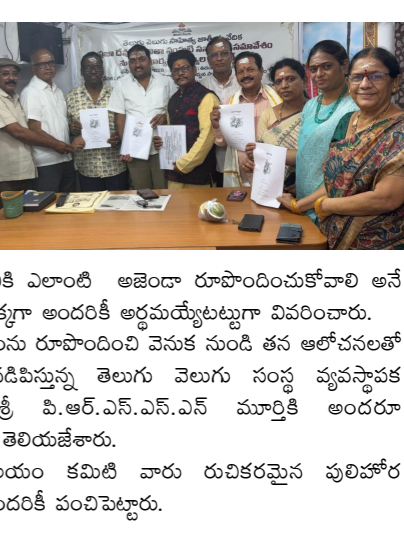 తెలుగు వెలుగు సాహిత్య జాతీయ వేదిక
కి ఎలాంటి అజెండా రూపొందించుకోవాలి అనే
క్కగా అందరికీ అర్థమయ్యేటట్టుగా వివరించారు.
ను రూపొందించి వెనుక నుండి తన ఆలోచనలతో
డిపిస్తున్న తెలుగు వెలుగు సంస్థ వ్యవస్థాపక
శ్రీ పి.ఆర్.ఎస్.ఎస్.ఎన్ మూర్తికి అందరూ
తెలియజేశారు.
లయం కమిటి వారు రుచికరమైన పులిహోర
ందరికీ పంచిపెట్టారు.